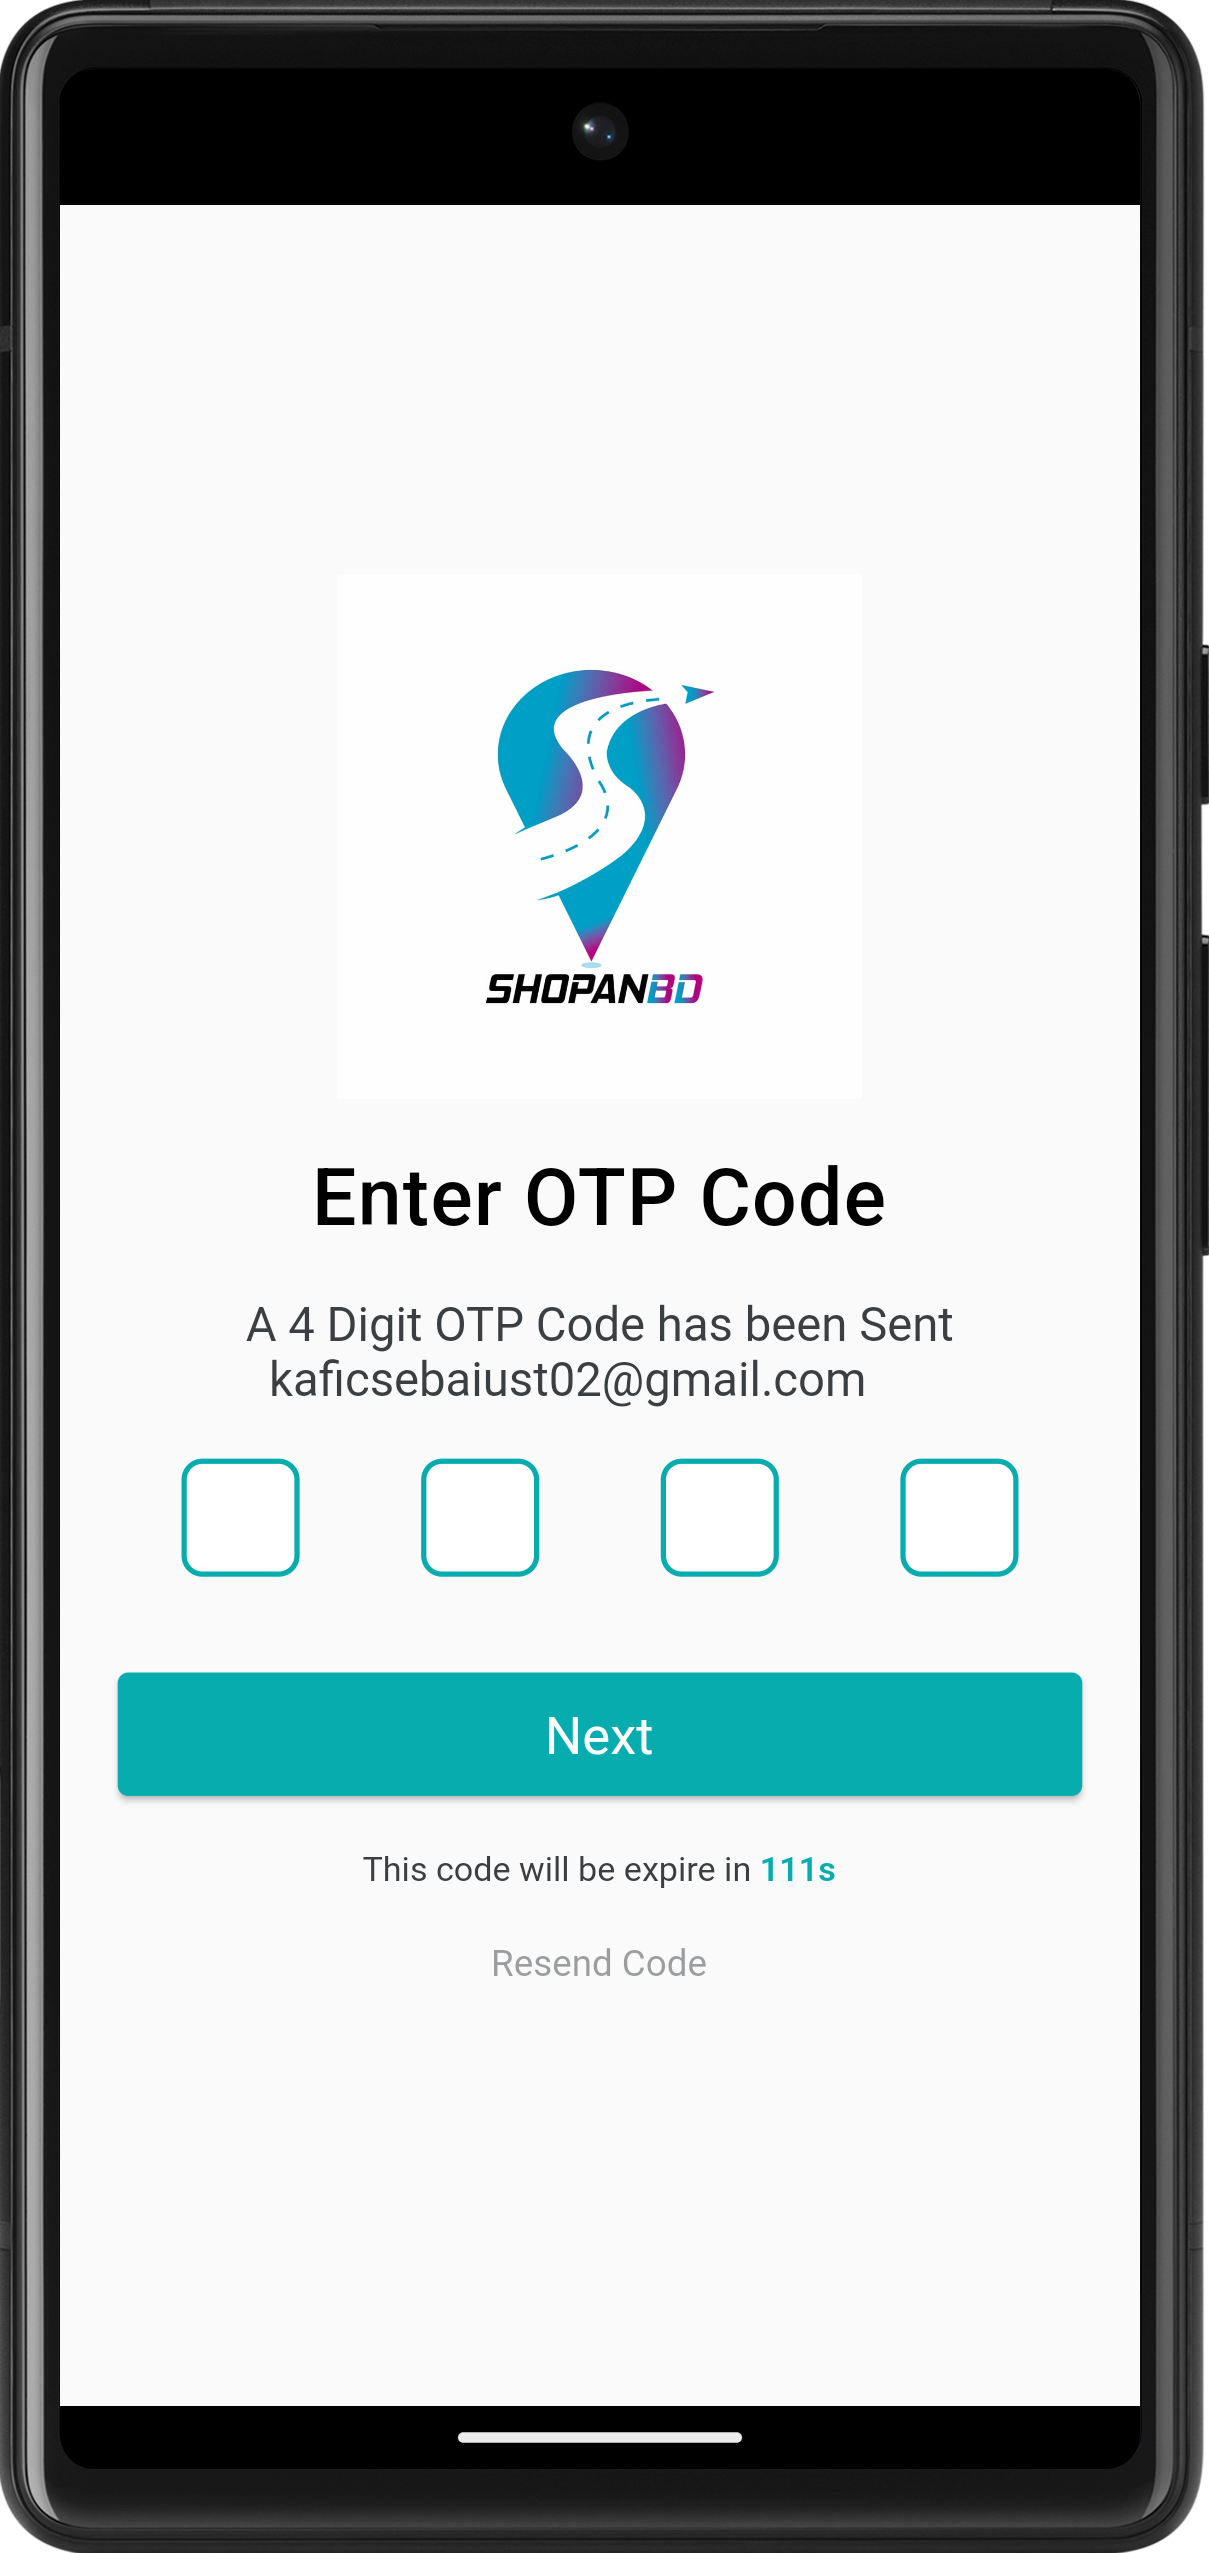 SHOPANBD
Enter OTP Code
A 4 Digit OTP Code has been Sent
kaficsebaiust02@gmail.com
Next
This code will be expire in 111s
Resend Code